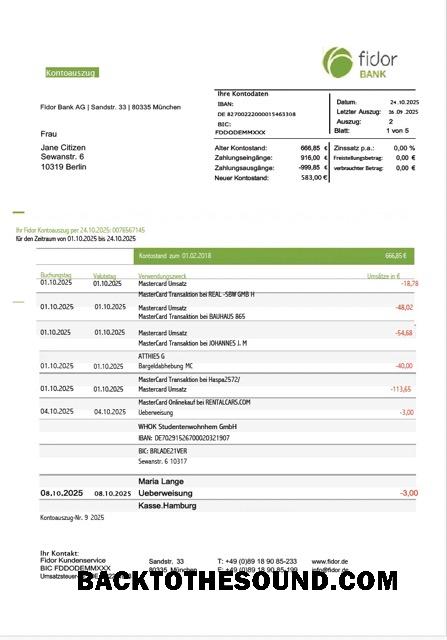 Kontoauszug
fidor
BANK
Fidor Bank AG | Sandstr. 33 | 80335 München
Frau
Jane Citizen
Sewanstr. 6
10319 Berlin
Ihre Kontodaten
IBAN:
DE 82700222000015463308
BIC:
FDDODEMMXXX
Datum: 24.10.2025
Letzter Auszug: 26.09.2025
Auszug: 2
Blatt: 1 von 5
Alter Kontostand: 666,85 € Zinssatz p.a.: 0,00 %
Zahlungseingänge: 916,00 € Freistellungsbetrag: 0,00 €
Zahlungsausgänge: -999,85 € verbrauchter Betrag: 0,00 €
Neuer Kontostand: 583,00 €
Ihr Fidor Kontoauszug per 24.10.2025: 0076567145
für den Zeitraum von 01.10.2025 bis 24.10.2025
Kontostand zum 01.02.2018 666,85 €
Buchungstag Valutatag Verwendungszweck Umsätze in €
01.10.2025 01.10.2025 Mastercard Umsatz -18,78
MasterCard Transaktion bei REAL -SBW GMB H
01.10.2025 01.10.2025 Mastercard Umsatz -48,02
MasterCard Transaktion bei BAUHAUS 865
01.10.2025 01.10.2025 Mastercard Umsatz -54,68
MasterCard Transaktion bei JOHANNES J. M
ATTHIES G
01.10.2025 01.10.2025 Bargeldabhebung MC -40,00
MasterCard Transaktion bei Haspa2572/
01.10.2025 01.10.2025 Mastercard Umsatz -113,65
MasterCard Onlinekauf bei RENTALCARS.COM
04.10.2025 04.10.2025 Ueberweisung -3,00
WHOK Studentenwohnhem GmbH
IBAN: DE70291526700020321907
BIC: BRLADE21VER
Sewanstr. 6 10317
Maria Lange
08.10.2025 08.10.2025 Ueberweisung -3,00
Kasse.Hamburg
Kontoauszug-Nr. 9 2025
Ihr Kontakt:
Fidor Kundenservice Sandstr. 33 T: +49 (0)89 18 90 85-233 www.fidor.de
BIC FDDODEMMXXX 80335 München F: +49 (0)89 18 90 85-199 info@fidor.de
BACKTOTHESOUND.COM